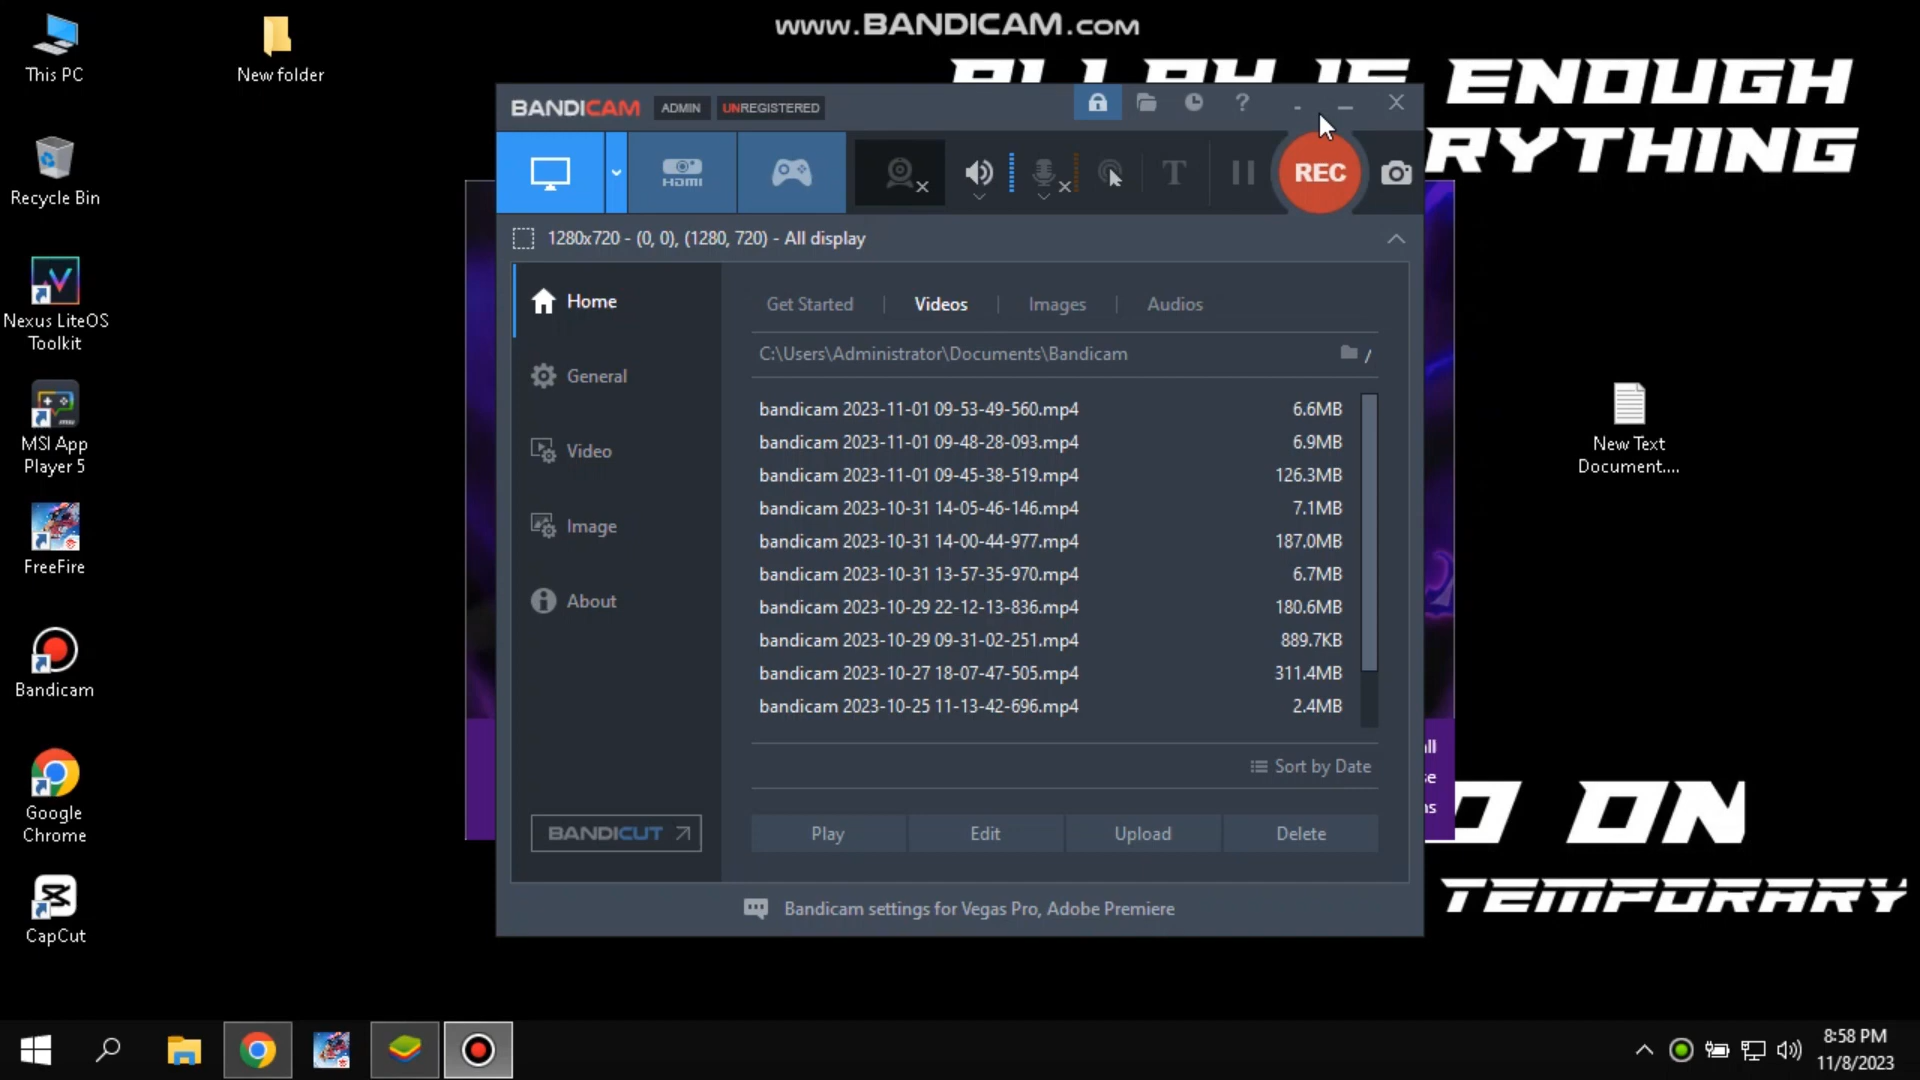 www.BANDICAM.com
This PC
New folder
Recycle Bin
Nexus LiteOS
Toolkit
MSI App
Player 5
FreeFire
Bandicam
Google
Chrome
CapCut
ALLAH IS ENOUGH
RYTHING
BANDICAM ADMIN UNREGISTERED
HDMI
T
REC
1280x720 - (0, 0), (1280, 720) - All display
Home
General
Video
Image
About
BANDICUT
Get Started
Videos
Images
Audios
C:\Users\Administrator\Documents\Bandicam
/
bandicam 2023-11-01 09-53-49-560.mp4 6.6MB
bandicam 2023-11-01 09-48-28-093.mp4 6.9MB
bandicam 2023-11-01 09-45-38-519.mp4 126.3MB
bandicam 2023-10-31 14-05-46-146.mp4 7.1MB
bandicam 2023-10-31 14-00-44-977.mp4 187.0MB
bandicam 2023-10-31 13-57-35-970.mp4 6.7MB
bandicam 2023-10-29 22-12-13-836.mp4 180.6MB
bandicam 2023-10-29 09-31-02-251.mp4 889.7KB
bandicam 2023-10-27 18-07-47-505.mp4 311.4MB
bandicam 2023-10-25 11-13-42-696.mp4 2.4MB
Sort by Date
Play
Edit
Upload
Delete
Bandicam settings for Vegas Pro, Adobe Premiere
New Text
Document....
ON
TEMPORARY
8:58 PM
11/8/2023